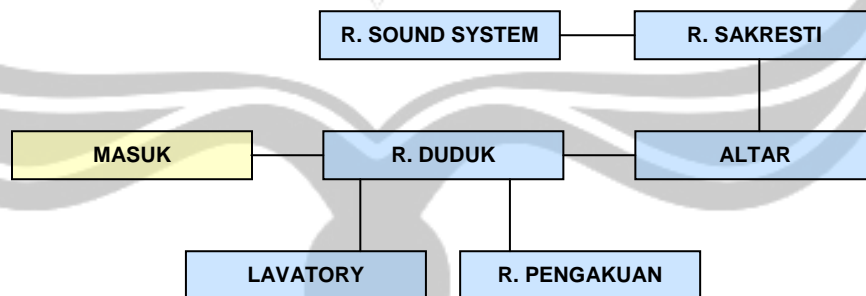 R. SOUND SYSTEM
R. SAKRESTI
MASUK
R. DUDUK
ALTAR
LAVATORY
R. PENGAKUAN